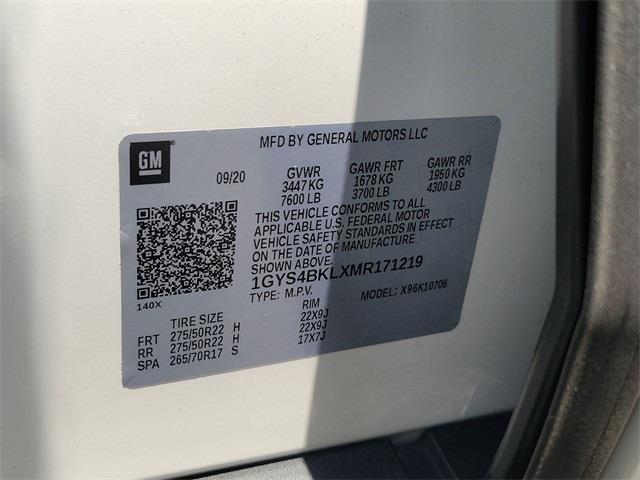 GM
MFD BY GENERAL MOTORS LLC
09/20 GVWR GAWR FRT GAWR RR
3447 KG 1678 KG 1950 KG
7600 LB 3700 LB 4300 LB
THIS VEHICLE CONFORMS TO ALL
APPLICABLE U.S. FEDERAL MOTOR
VEHICLE SAFETY STANDARDS IN EFFECT
ON THE DATE OF MANUFACTURE
SHOWN ABOVE.
1GYS4BKLXMR171219
TYPE: M.P.V. MODEL: X96K10706
140X
TIRE SIZE RIM
FRT 275/50R22 H 22X9J
RR 275/50R22 H 22X9J
SPA 265/70R17 S 17X7J